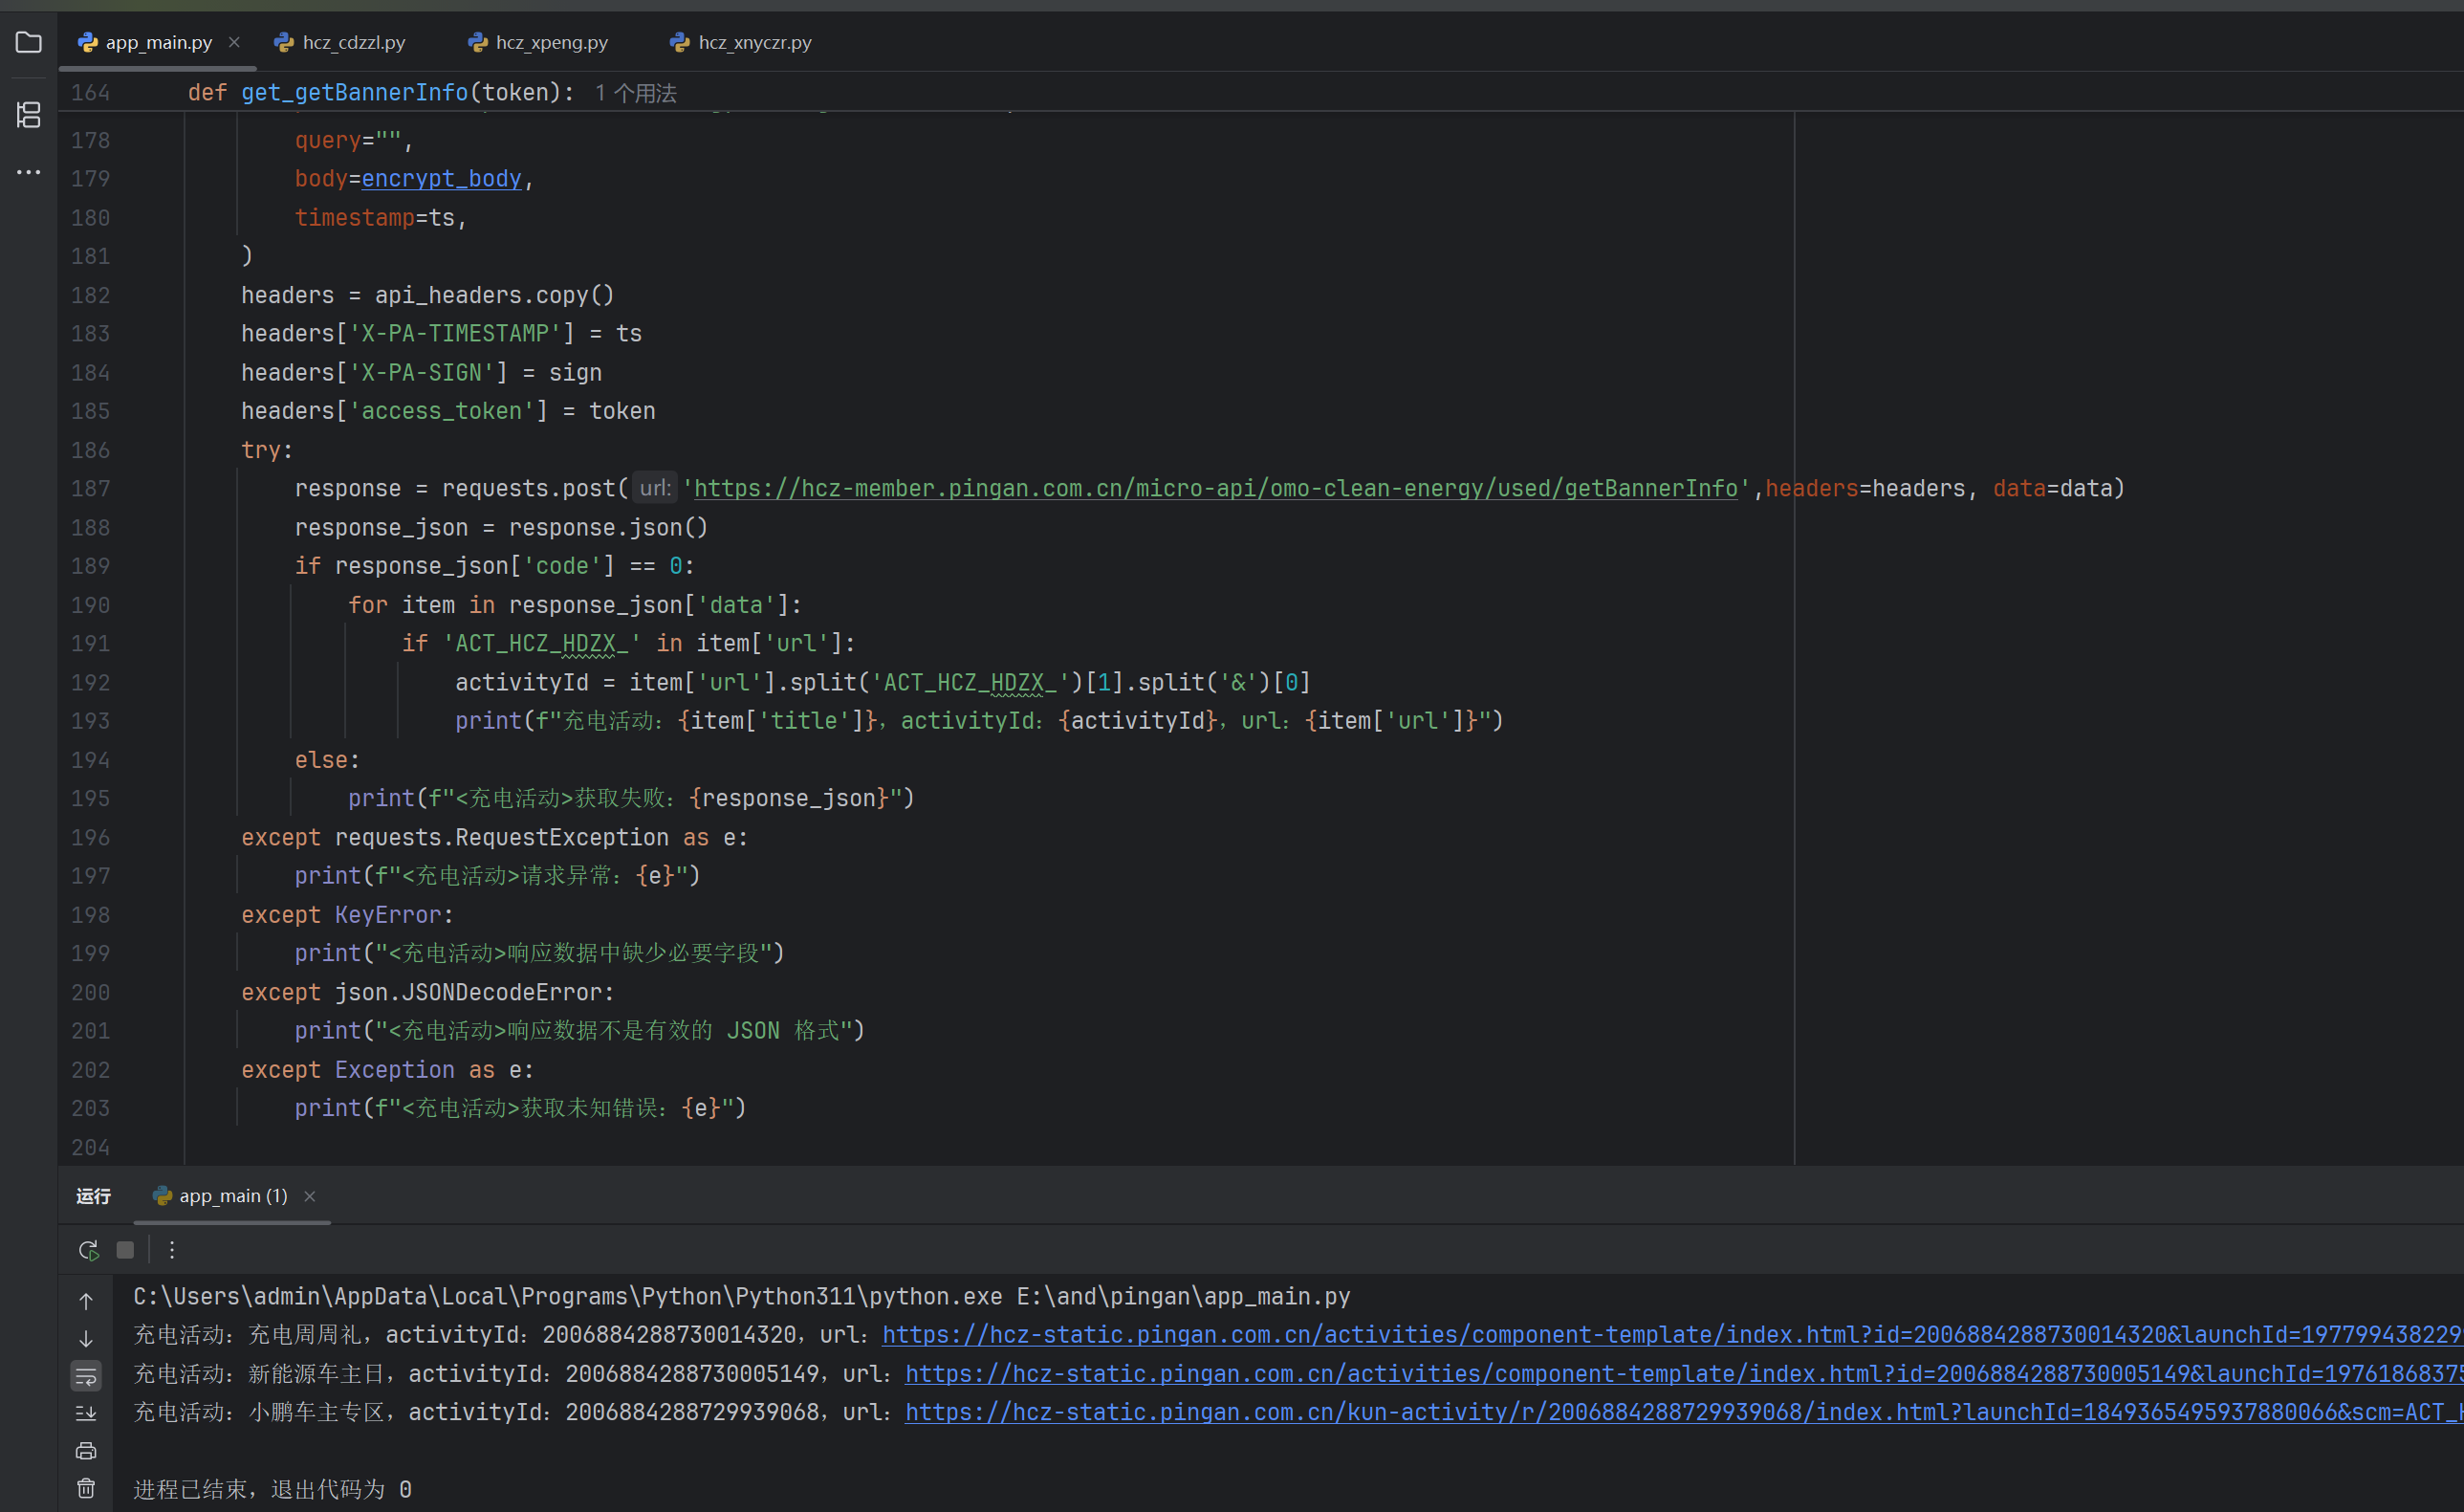 app_main.py
hcz_cdzzl.py
hcz_xpeng.py
hcz_xnyczr.py
164 def get_getBannerInfo(token): 1 个用法
178 query="",
179 body=encrypt_body,
180 timestamp=ts,
181 )
182 headers = api_headers.copy()
183 headers['X-PA-TIMESTAMP'] = ts
184 headers['X-PA-SIGN'] = sign
185 headers['access_token'] = token
186 try:
187 response = requests.post( url: 'https://hcz-member.pingan.com.cn/micro-api/omo-clean-energy/used/getBannerInfo',headers=headers, data=data)
188 response_json = response.json()
189 if response_json['code'] == 0:
190 for item in response_json['data']:
191 if 'ACT_HCZ_HDZX_' in item['url']:
192 activityId = item['url'].split('ACT_HCZ_HDZX_')[1].split('&')[0]
193 print(f"充电活动：{item['title']}，activityId：{activityId}，url：{item['url']}")
194 else:
195 print(f"<充电活动>获取失败：{response_json}")
196 except requests.RequestException as e:
197 print(f"<充电活动>请求异常：{e}")
198 except KeyError:
199 print("<充电活动>响应数据中缺少必要字段")
200 except json.JSONDecodeError:
201 print("<充电活动>响应数据不是有效的 JSON 格式")
202 except Exception as e:
203 print(f"<充电活动>获取未知错误：{e}")
204
运行 app_main (1)
C:\Users\admin\AppData\Local\Programs\Python\Python311\python.exe E:\and\pingan\app_main.py
充电活动：充电周周礼，activityId：2006884288730014320，url：https://hcz-static.pingan.com.cn/activities/component-template/index.html?id=2006884288730014320&launchId=197799438229
充电活动：新能源车主日，activityId：2006884288730005149，url：https://hcz-static.pingan.com.cn/activities/component-template/index.html?id=2006884288730005149&launchId=19761868375
充电活动：小鹏车主专区，activityId：2006884288729939068，url：https://hcz-static.pingan.com.cn/kun-activity/r/2006884288729939068/index.html?launchId=1849365495937880066&scm=ACT_H
进程已结束，退出代码为 0